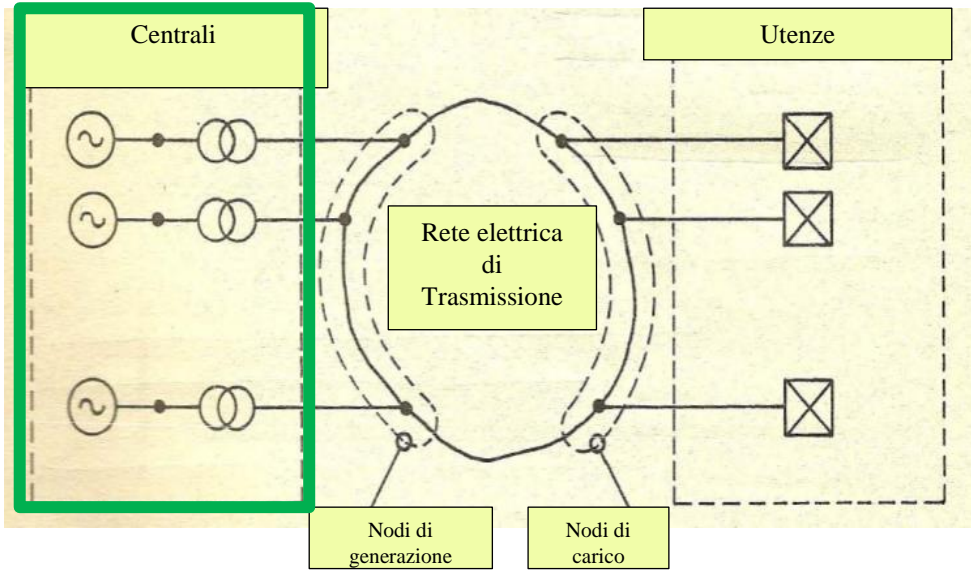 Centrali
Utenze
Rete elettrica
di
Trasmissione
Nodi di
generazione
Nodi di
carico